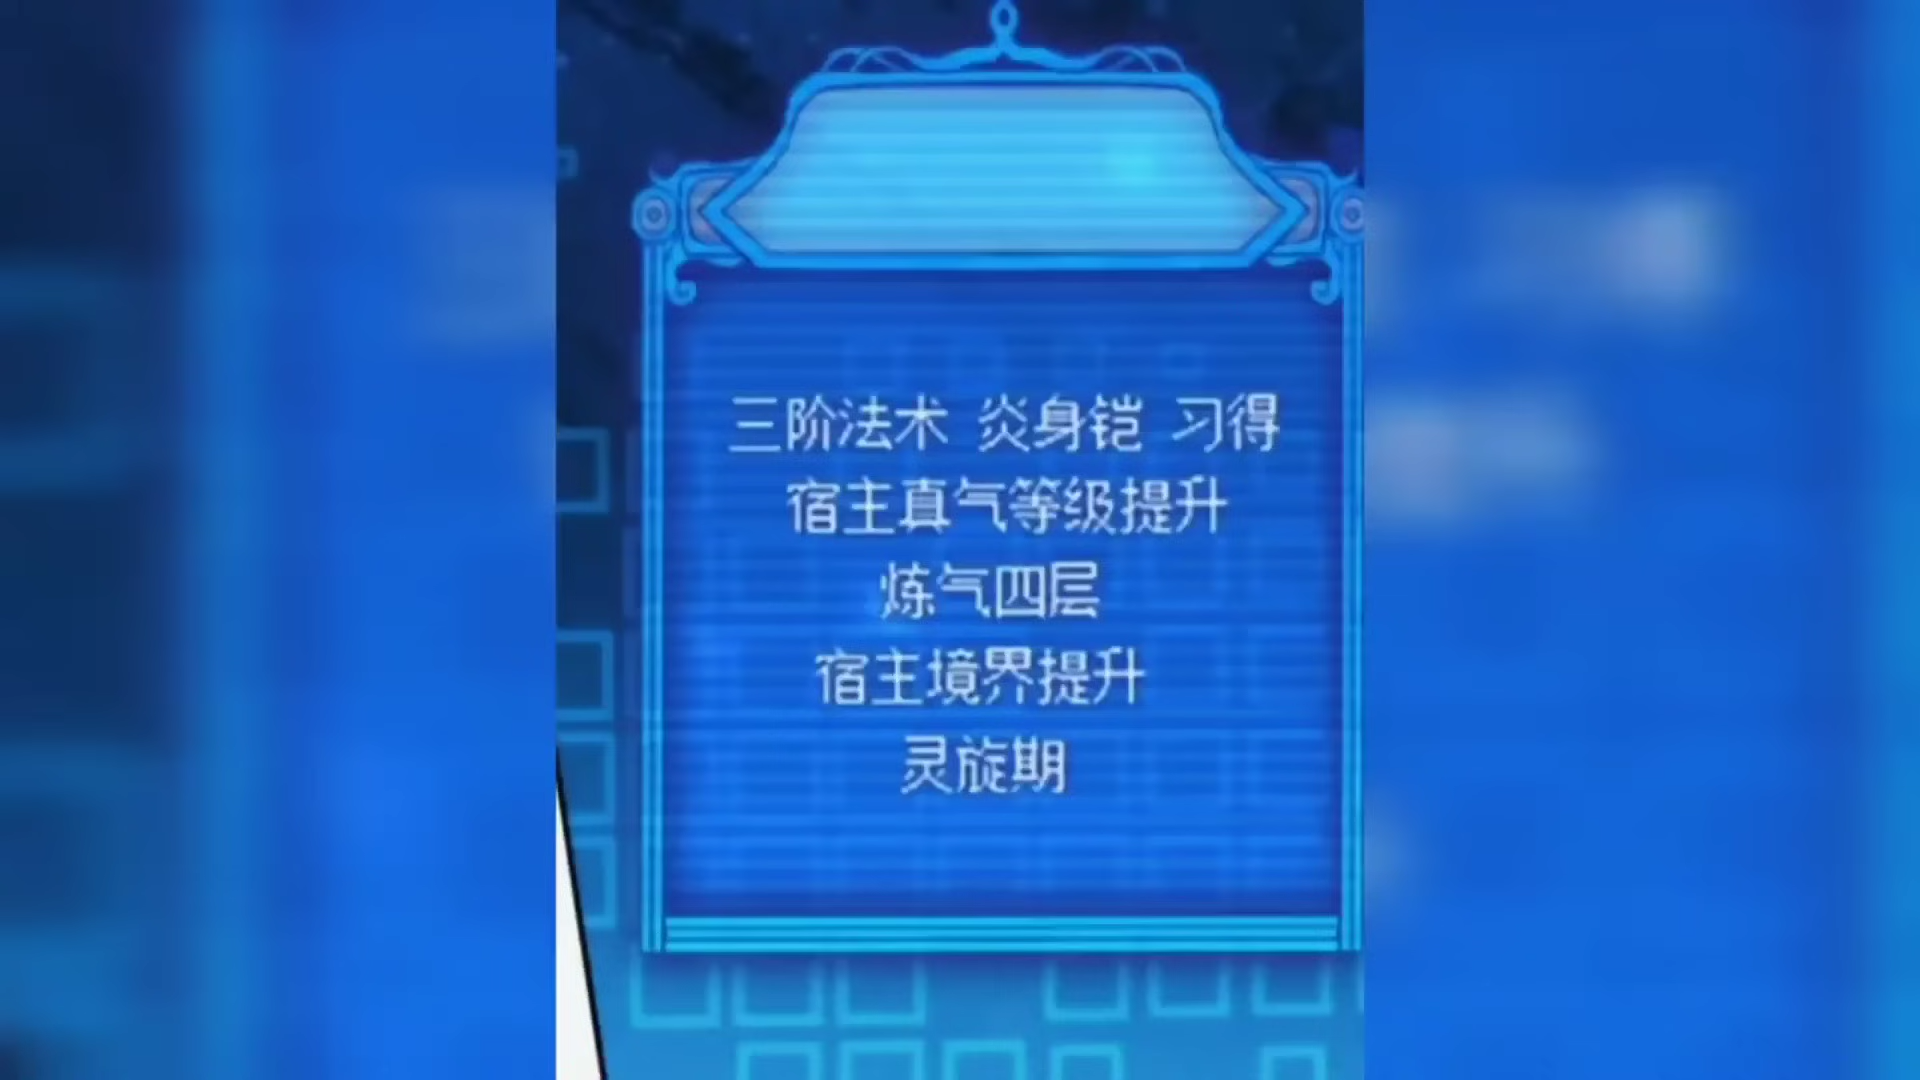 三阶法术 炎身铠 习得
宿主真气等级提升
炼气四层
宿主境界提升
灵旋期